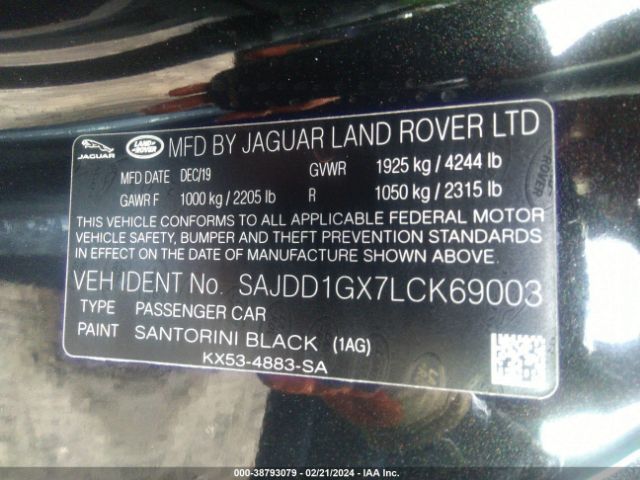 JAGUAR LAND ROVER MFD BY JAGUAR LAND ROVER LTD
MFD DATE DEC/19 GVWR 1925 kg / 4244 lb
GAWR F 1000 kg / 2205 lb R 1050 kg / 2315 lb
THIS VEHICLE CONFORMS TO ALL APPLICABLE FEDERAL MOTOR
VEHICLE SAFETY, BUMPER AND THEFT PREVENTION STANDARDS
IN EFFECT ON THE DATE OF MANUFACTURE SHOWN ABOVE.
VEH IDENT No. SAJDD1GX7LCK69003
TYPE PASSENGER CAR
PAINT SANTORINI BLACK (1AG)
KX53-4883-SA
000-38793079 - 02/21/2024 - IAA Inc.